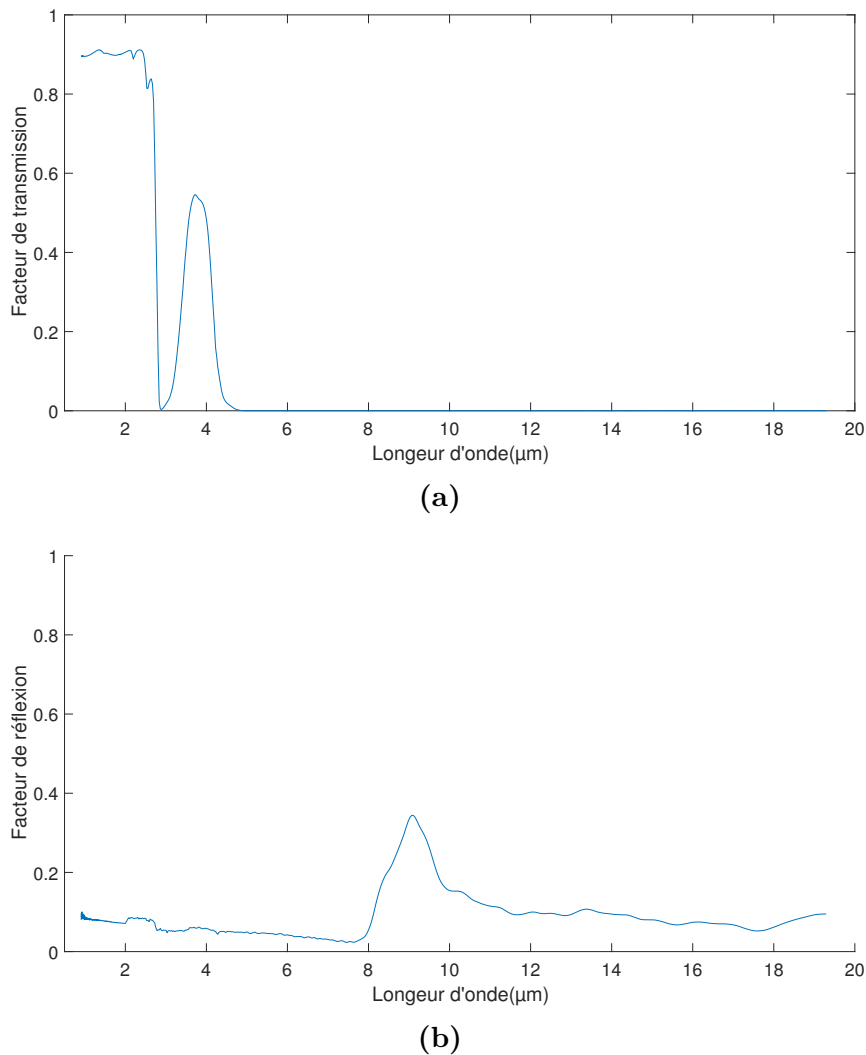 1
0.8
0.6
0.4
0.2
0
Facteur de transmission
2 4 6 8 10 12 14 16 18 20
Longeur d'onde(µm)
(a)
1
0.8
0.6
0.4
0.2
0
Facteur de réflexion
2 4 6 8 10 12 14 16 18 20
Longeur d'onde(µm)
(b)